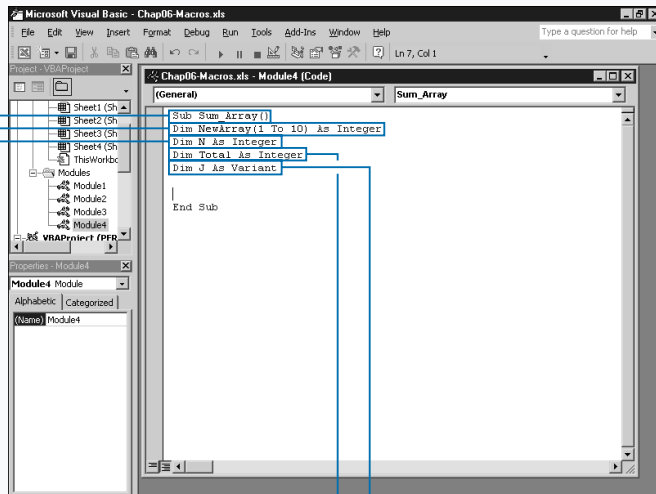 Microsoft Visual Basic - Chap06-Macros.xls
File Edit View Insert Format Debug Run Tools Add-Ins Window Help
Type a question for help
Ln 7, Col 1
Project - VBAProject
Sheet1 (Sh
Sheet2 (Sh
Sheet3 (Sh
Sheet4 (Sh
ThisWorkbo
Modules
Module1
Module2
Module3
Module4
VBAProject (PER
Properties - Module4
Module4 Module
Alphabetic Categorized
(Name) Module4
Chap06-Macros.xls - Module4 (Code)
(General) Sum_Array
Sub Sum_Array()
Dim NewArray(1 To 10) As Integer
Dim N As Integer
Dim Total As Integer
Dim J As Variant
End Sub